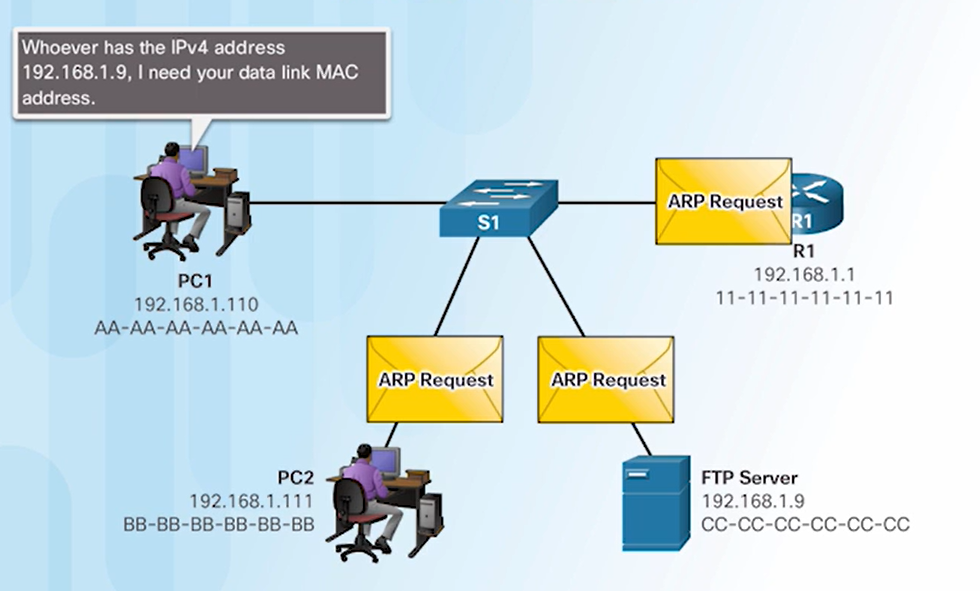 Whoever has the IPv4 address
192.168.1.9, I need your data link MAC
address.
ARP Request
R1
S1
R1
192.168.1.1
11-11-11-11-11-11
PC1
192.168.1.110
AA-AA-AA-AA-AA-AA
ARP Request
ARP Request
PC2
192.168.1.111
BB-BB-BB-BB-BB-BB
FTP Server
192.168.1.9
CC-CC-CC-CC-CC-CC